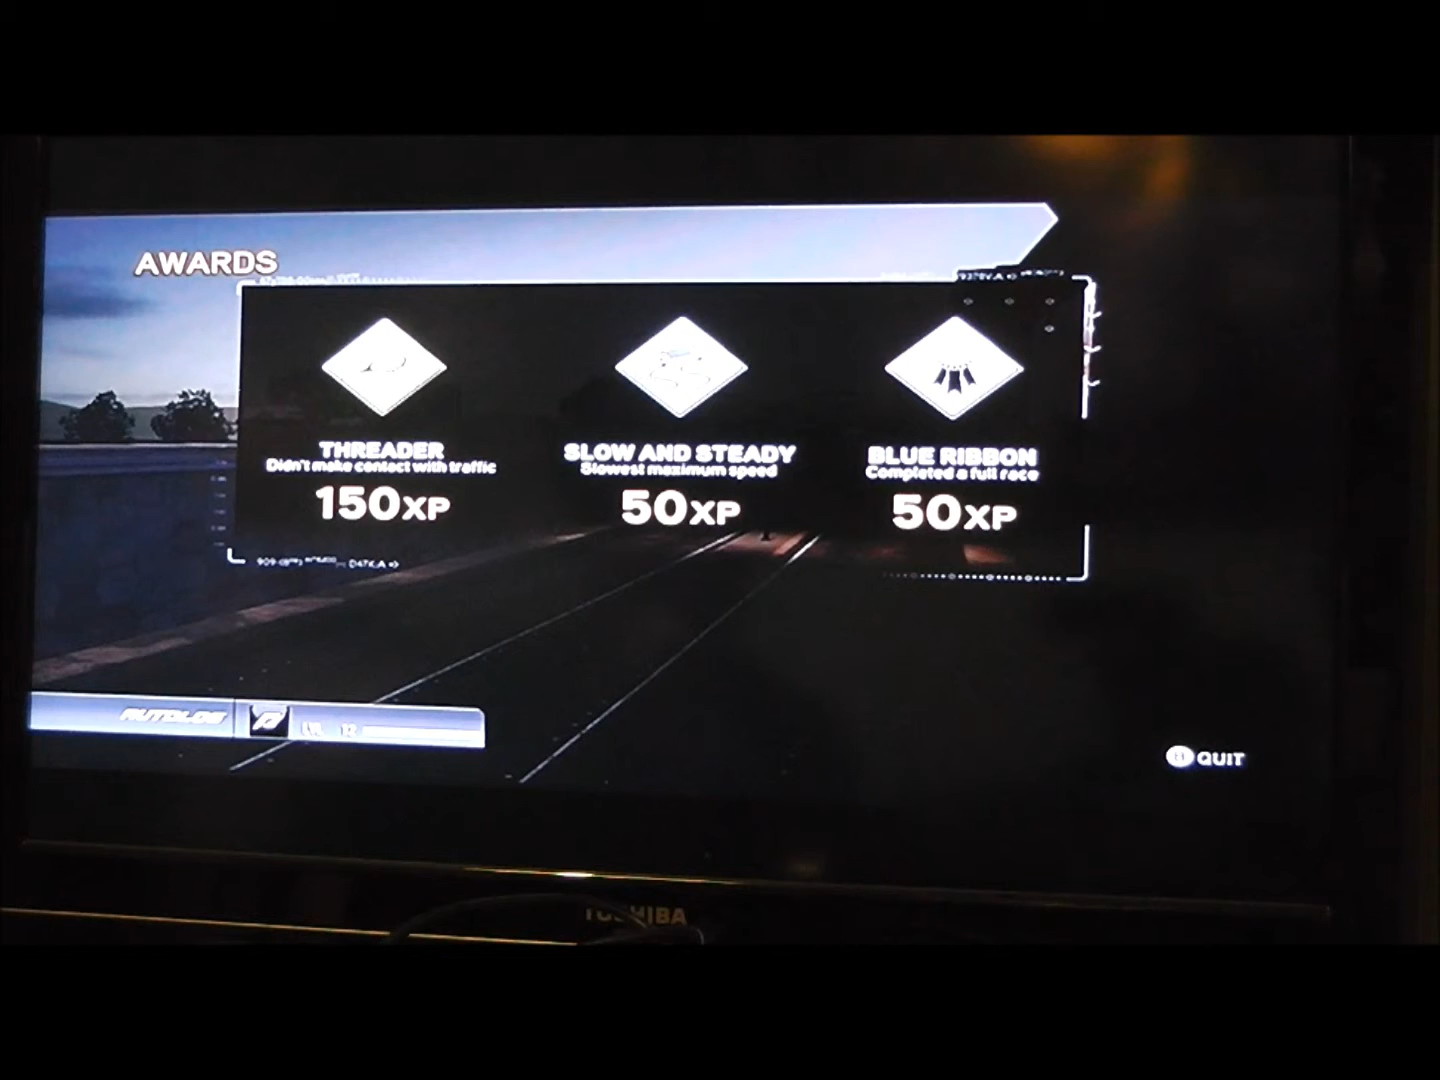 AWARDS
THREADER
Didn't make contact with traffic
150XP
SLOW AND STEADY
Slowest maximum speed
50XP
BLUE RIBBON
Completed a full race
50XP
AUTOLOG
QUIT
TOSHIBA